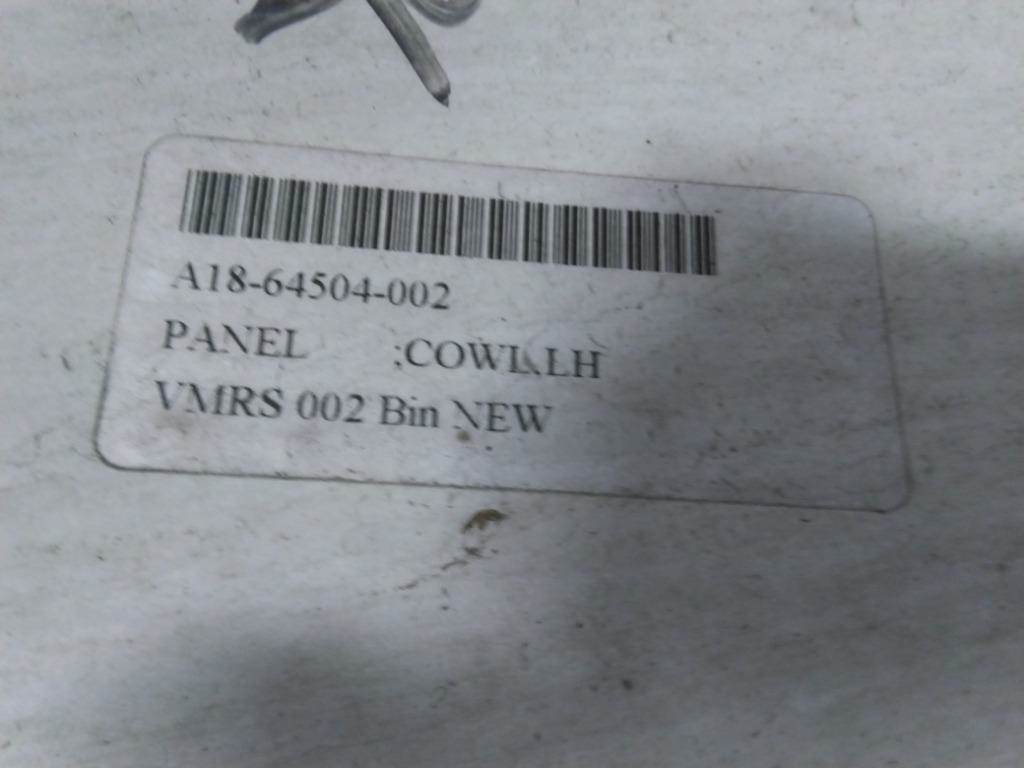 A18-64504-002
PANEL ;COWL,LH
VMRS 002 Bin NEW